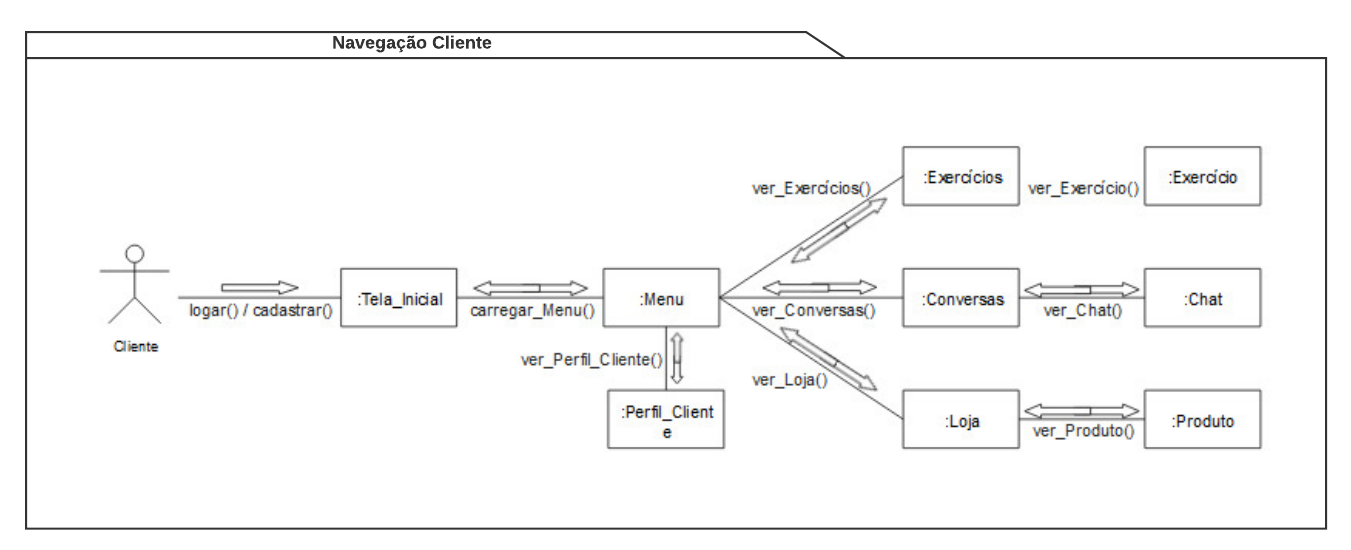 Navegação Cliente
ver_Exercícios()
:Exercícios
ver_Exercício()
:Exercício
logar() / cadastrar()
:Tela_Inicial
carregar_Menu()
:Menu
ver_Conversas()
:Conversas
ver_Chat()
:Chat
Cliente
ver_Perfil_Cliente()
ver_Loja()
:Perfil_Client
e
:Loja
ver_Produto()
:Produto